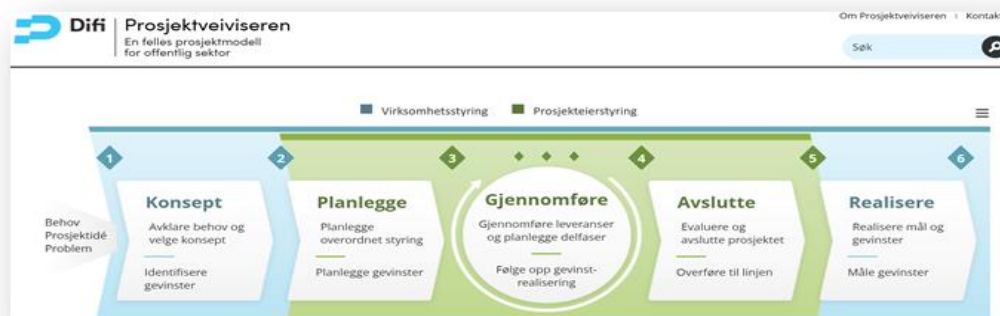 Difi
Prosjektveiviseren
En felles prosjektmodell
for offentlig sektor
Om Prosjektveiviseren
Kontakt
Søk
Virksomhetsstyring
Prosjekteierstyring
1
2
3
4
5
6
Behov
Prosjektidé
Problem
Konsept
Avklare behov og
velge konsept
Identifisere
gevinster
Planlegge
Planlegge
overordnet styring
Planlegge gevinster
Gjennomføre
Gjennomføre leveranser
og planlegge delfaser
Følge opp gevinst-
realisering
Avslutte
Evaluere og
avslutte prosjektet
Overføre til linjen
Realisere
Realisere mål og
gevinster
Måle gevinster